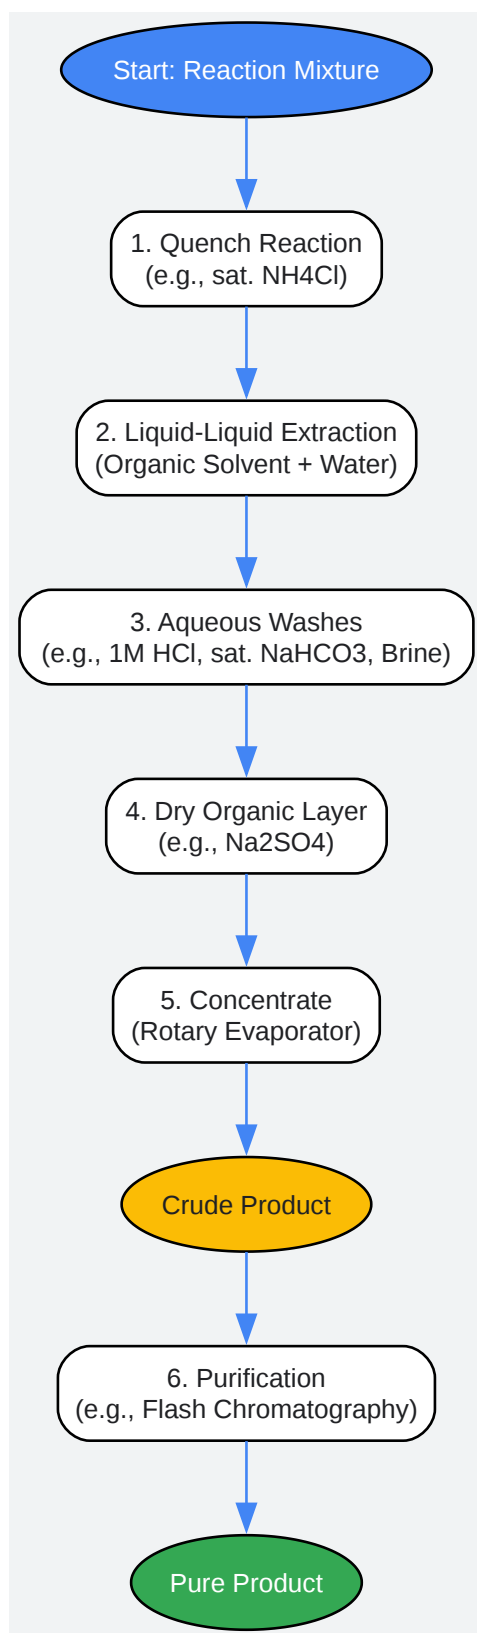 Start: Reaction Mixture
1. Quench Reaction
(e.g., sat. NH4Cl)
2. Liquid-Liquid Extraction
(Organic Solvent + Water)
3. Aqueous Washes
(e.g., 1M HCl, sat. NaHCO3, Brine)
4. Dry Organic Layer
(e.g., Na2SO4)
5. Concentrate
(Rotary Evaporator)
Crude Product
6. Purification
(e.g., Flash Chromatography)
Pure Product